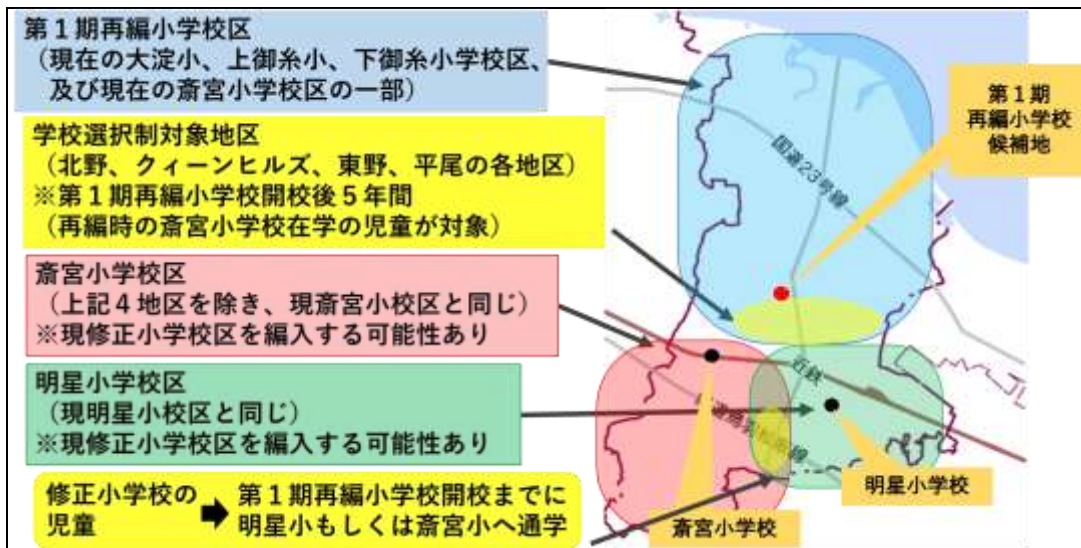 第１期再編小学校区
（現在の大淀小、上御糸小、下御糸小学校区、
及び現在の斎宮小学校区の一部）
学校選択制対象地区
（北野、クィーンヒルズ、東野、平尾の各地区）
※第１期再編小学校開校後５年間
（再編時の斎宮小学校在学の児童が対象）
斎宮小学校区
（上記４地区を除き、現斎宮小校区と同じ）
※現修正小学校区を編入する可能性あり
明星小学校区
（現明星小校区と同じ）
※現修正小学校区を編入する可能性あり
修正小学校の
児童
第１期再編小学校開校までに
明星小もしくは斎宮小へ通学
第１期
再編小学校
候補地
国道23号線
近鉄
明星小学校
斎宮小学校